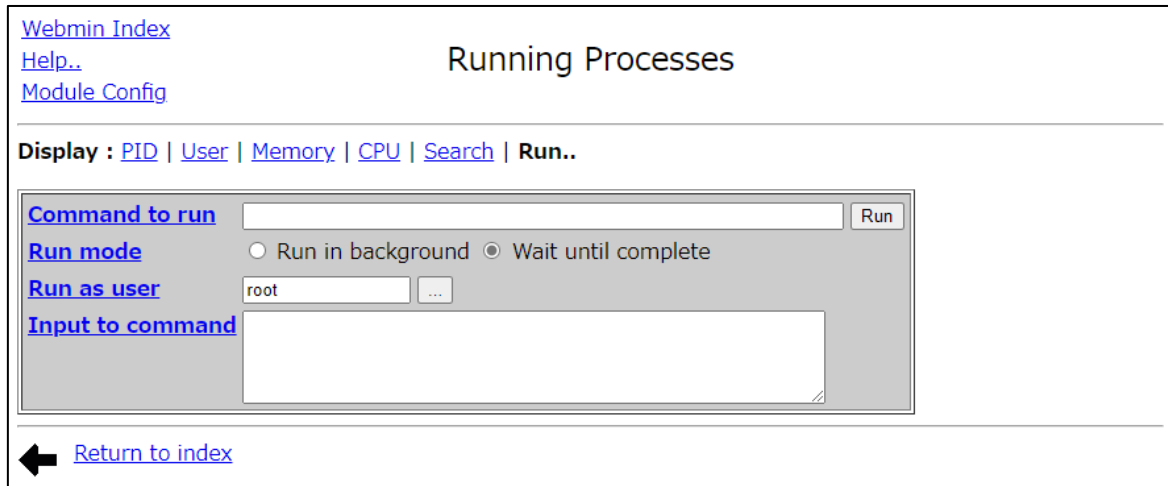 Webmin Index
Help..
Module Config
Running Processes
Display : PID | User | Memory | CPU | Search | Run..
Command to run Run
Run mode Run in background Wait until complete
Run as user root ...
Input to command
Return to index